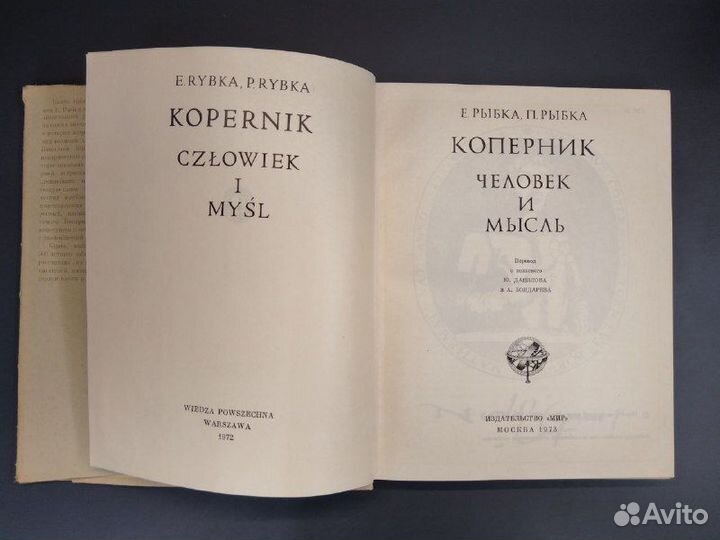 E. RYBKA, P. RYBKA
KOPERNIK
CZŁOWIEK
I
MYŚL
WIEDZA POWSZECHNA
WARSZAWA
1972
Е. РЫБКА, П. РЫБКА
КОПЕРНИК
ЧЕЛОВЕК
И
МЫСЛЬ
Перевод
с польского
Ю. ДАНИЛОВА
и А. БОНДАРЕВА
ИЗДАТЕЛЬСТВО «МИР»
МОСКВА 1973
Avito